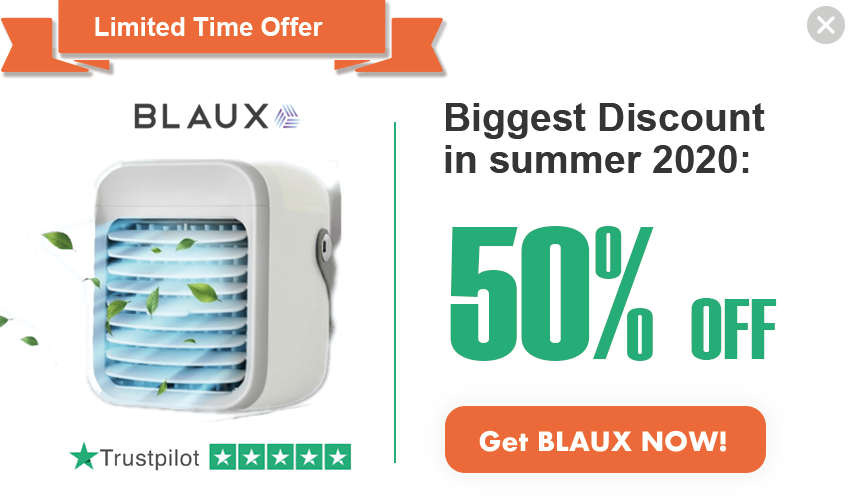 Limited Time Offer
BLAUX
Biggest Discount
in summer 2020:
50% OFF
Trustpilot
Get BLAUX NOW!